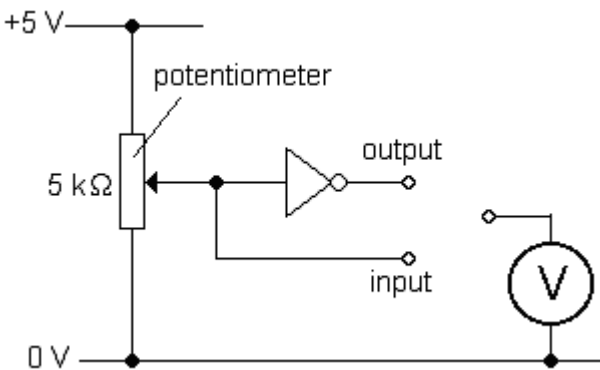 +5 V
potentiometer
output
5 kΩ
input
V
0 V